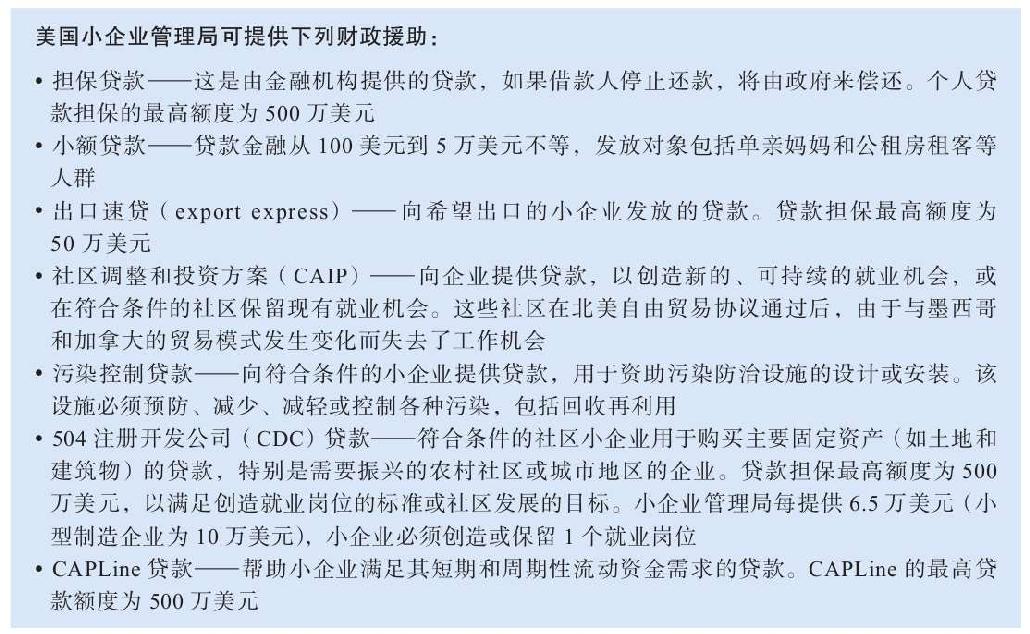 美国小企业管理局可提供下列财政援助：
• 担保贷款——这是由金融机构提供的贷款，如果借款人停止还款，将由政府来偿还。个人贷
款担保的最高额度为 500 万美元
• 小额贷款——贷款金融从 100 美元到 5 万美元不等，发放对象包括单亲妈妈和公租房租客等
人群
• 出口速贷（export express）——向希望出口的小企业发放的贷款。贷款担保最高额度为
50 万美元
• 社区调整和投资方案（CAIP）——向企业提供贷款，以创造新的、可持续的就业机会，或
在符合条件的社区保留现有就业机会。这些社区在北美自由贸易协议通过后，由于与墨西哥
和加拿大的贸易模式发生变化而失去了工作机会
• 污染控制贷款——向符合条件的小企业提供贷款，用于资助污染防治设施的设计或安装。该
设施必须预防、减少、减轻或控制各种污染，包括回收再利用
• 504 注册开发公司（CDC）贷款——符合条件的社区小企业用于购买主要固定资产（如土地和
建筑物）的贷款，特别是需要振兴的农村社区或城市地区的企业。贷款担保最高额度为 500
万美元，以满足创造就业岗位的标准或社区发展的目标。小企业管理局每提供 6.5 万美元（小
型制造企业为 10 万美元），小企业必须创造或保留 1 个就业岗位
• CAPLine 贷款——帮助小企业满足其短期和周期性流动资金需求的贷款。CAPLine 的最高贷
款额度为 500 万美元